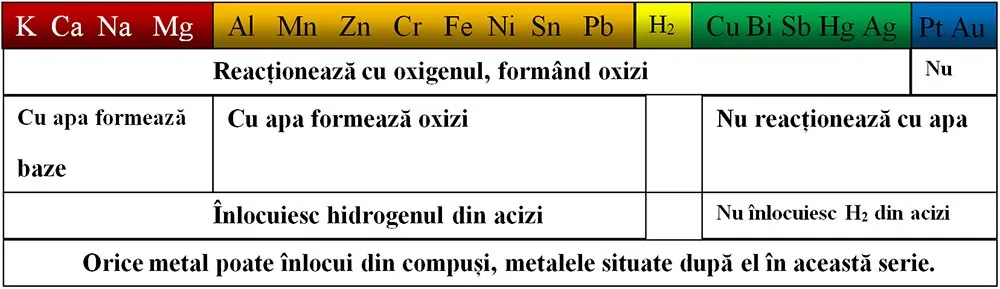 K Ca Na Mg Al Mn Zn Cr Fe Ni Sn Pb H2 Cu Bi Sb Hg Ag Pt Au
Reacționează cu oxigenul, formând oxizi
Nu
Cu apa formează
baze
Cu apa formează oxizi
Nu reacționează cu apa
Înlocuiesc hidrogenul din acizi
Nu înlocuiesc H2 din acizi
Orice metal poate înlocui din compuși, metalele situate după el în această serie.